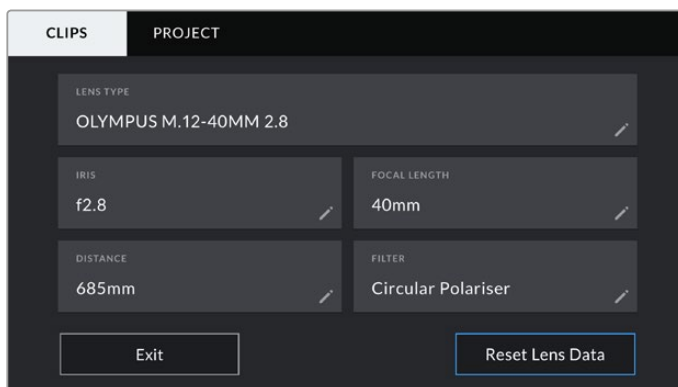 CLIPS PROJECT
LENS TYPE
OLYMPUS M.12-40MM 2.8
IRIS
f2.8
FOCAL LENGTH
40mm
DISTANCE
685mm
FILTER
Circular Polariser
Exit
Reset Lens Data